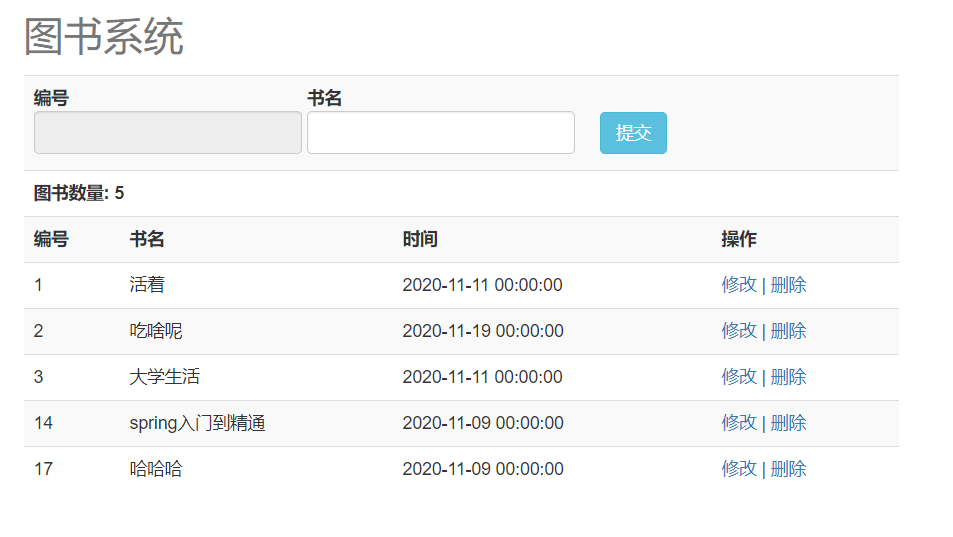 图书系统
编号 书名
提交
图书数量: 5
编号 书名 时间 操作
1 活着 2020-11-11 00:00:00 修改 | 删除
2 吃啥呢 2020-11-19 00:00:00 修改 | 删除
3 大学生活 2020-11-11 00:00:00 修改 | 删除
14 spring入门到精通 2020-11-09 00:00:00 修改 | 删除
17 哈哈哈 2020-11-09 00:00:00 修改 | 删除